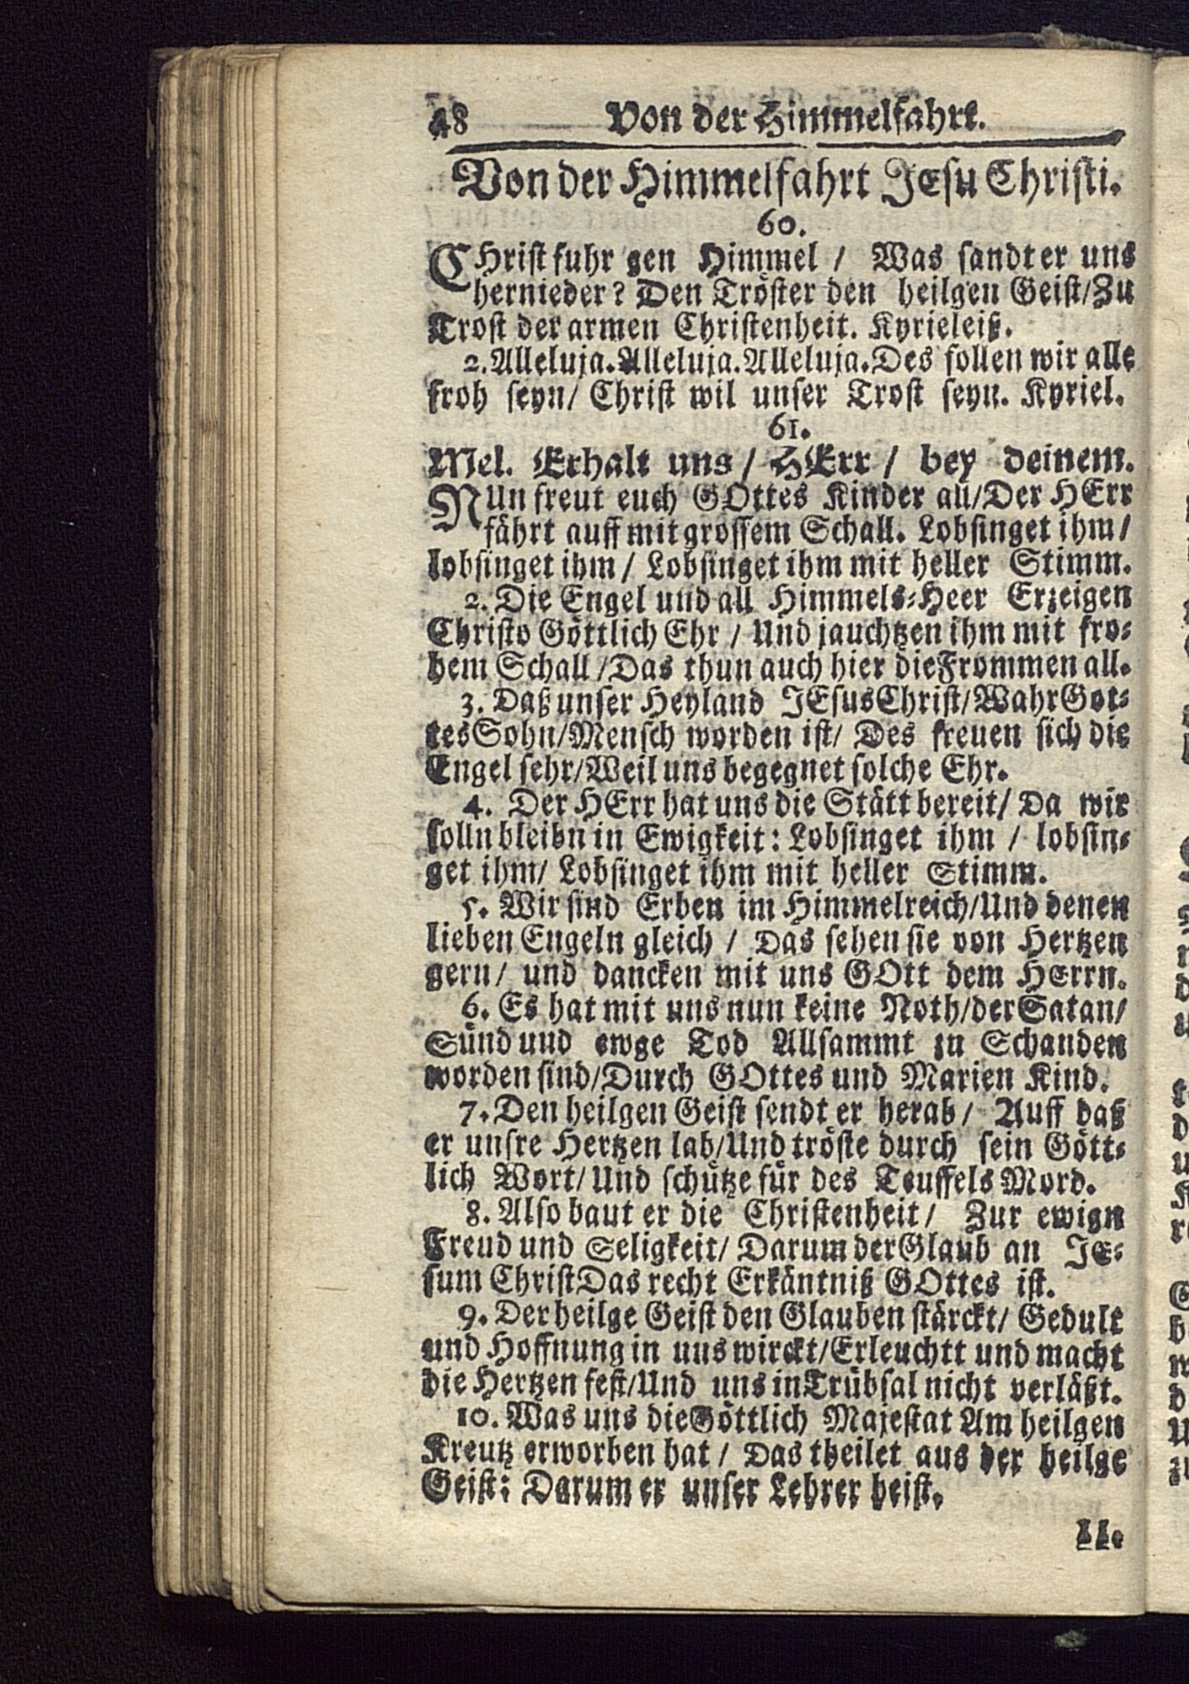 48 Von der Himmelfahrt.
Von der Himmelfahrt JEsu Christi.
60.
CHrist fuhr gen Himmel / Was sandt er uns
hernieder? Den Tröster den heilgen Geist/Zu
Trost der armen Christenheit. Kyrieleiß.
2. Alleluja. Alleluja. Alleluja. Des sollen wir alle
froh seyn/ Christ wil unser Trost seyn. Kyriel.
61.
Mel. Erhalt uns / HErr / bey deinem.
NUn freut euch GOttes Kinder all/Der HErr
fährt auff mit grossem Schall. Lobsinget ihm/
lobsinget ihm / Lobsinget ihm mit heller Stimm.
2. Die Engel und all Himmels-Heer Erzeigen
Christo Göttlich Ehr / Und jauchtzen ihm mit fro-
hem Schall /Das thun auch hier die Frommen all.
3. Daß unser Heyland JEsus Christ/Wahr Got-
tes Sohn/Mensch worden ist/ Des freuen sich die
Engel sehr/Weil uns begegnet solche Ehr.
4. Der HErr hat uns die Stätt bereit/ Da wir
solln bleibn in Ewigkeit: Lobsinget ihm / lobsin-
get ihm/ Lobsinget ihm mit heller Stimm.
5. Wir sind Erben im Himmelreich/Und denen
lieben Engeln gleich / Das sehen sie von Hertzen
gern/ und dancken mit uns GOtt dem HErrn.
6. Es hat mit uns nun keine Noth/der Satan/
Sünd und ewge Tod Allsammt zu Schanden
worden sind/Durch GOttes und Marien Kind.
7. Den heilgen Geist sendt er herab/ Auff daß
er unsre Hertzen lab/Und tröste durch sein Gött-
lich Wort/ Und schütze für des Teuffels Mord.
8. Also baut er die Christenheit/ Zur ewign
Freud und Seligkeit/ Darum der Glaub an JE-
sum Christ Das recht Erkäntniß GOttes ist.
9. Der heilge Geist den Glauben stärckt/ Gedult
und Hoffnung in uns wirckt/Erleuchtt und macht
die Hertzen fest/Und uns in Trübsal nicht verläßt.
10. Was uns die Göttlich Majestat Am heilgen
Kreutz erworben hat / Das theilet aus der heilge
Geist: Darum er unser Lehrer heist.
11.